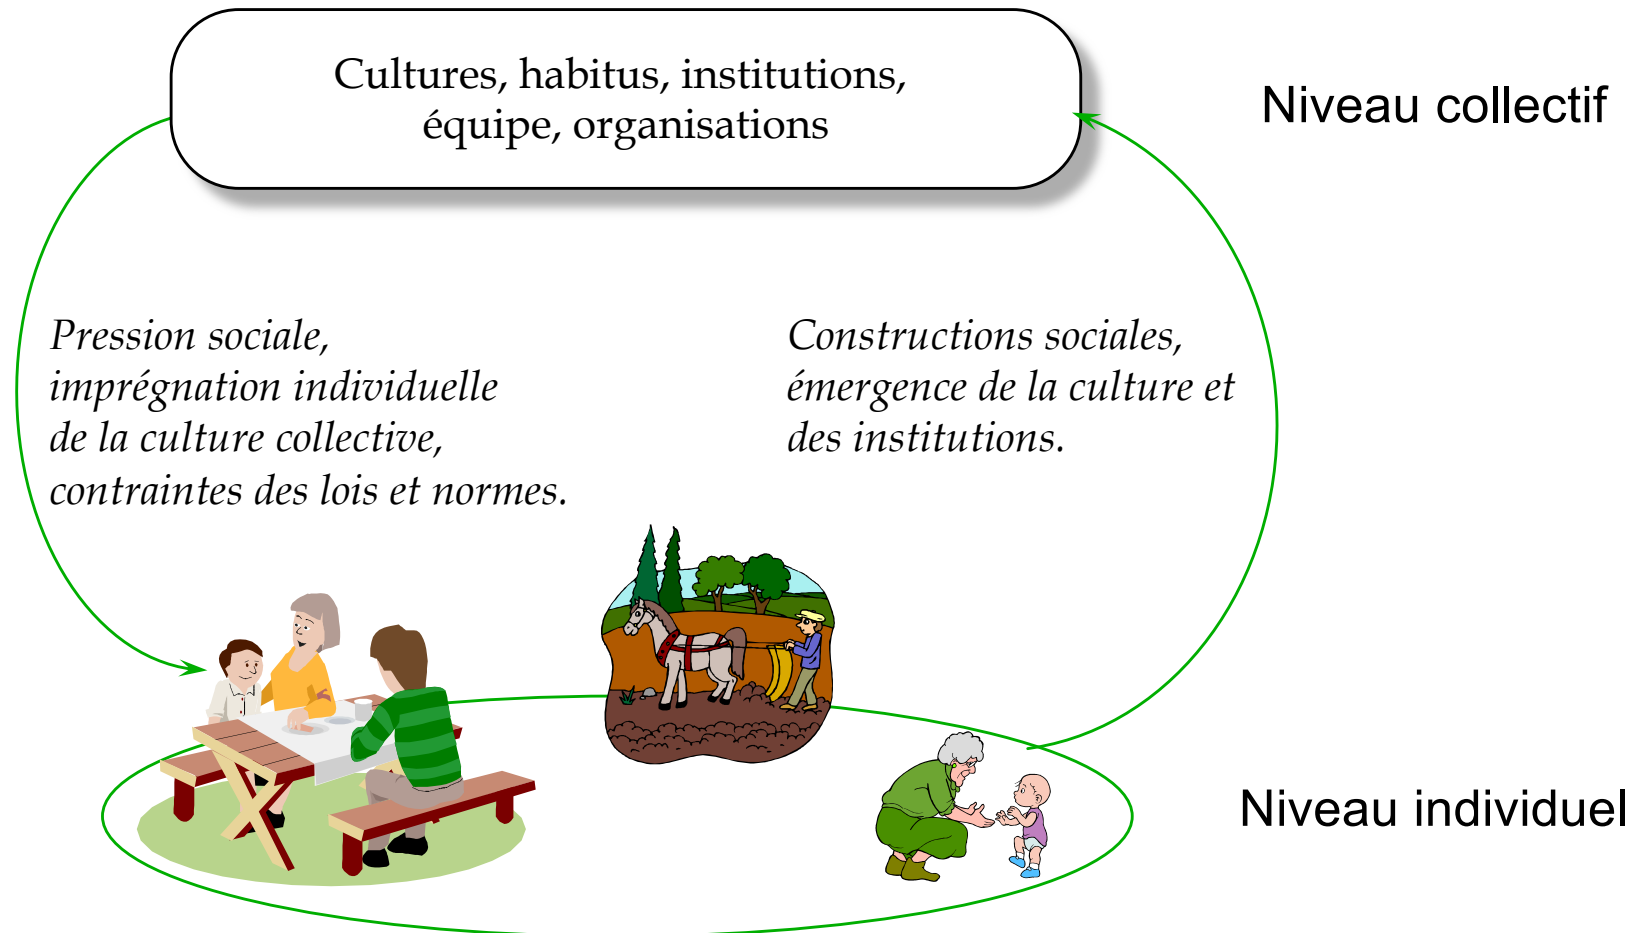 Cultures, habitus, institutions,
équipe, organisations
Niveau collectif
Pression sociale,
imprégnation individuelle
de la culture collective,
contraintes des lois et normes.
Constructions sociales,
émergence de la culture et
des institutions.
Niveau individuel